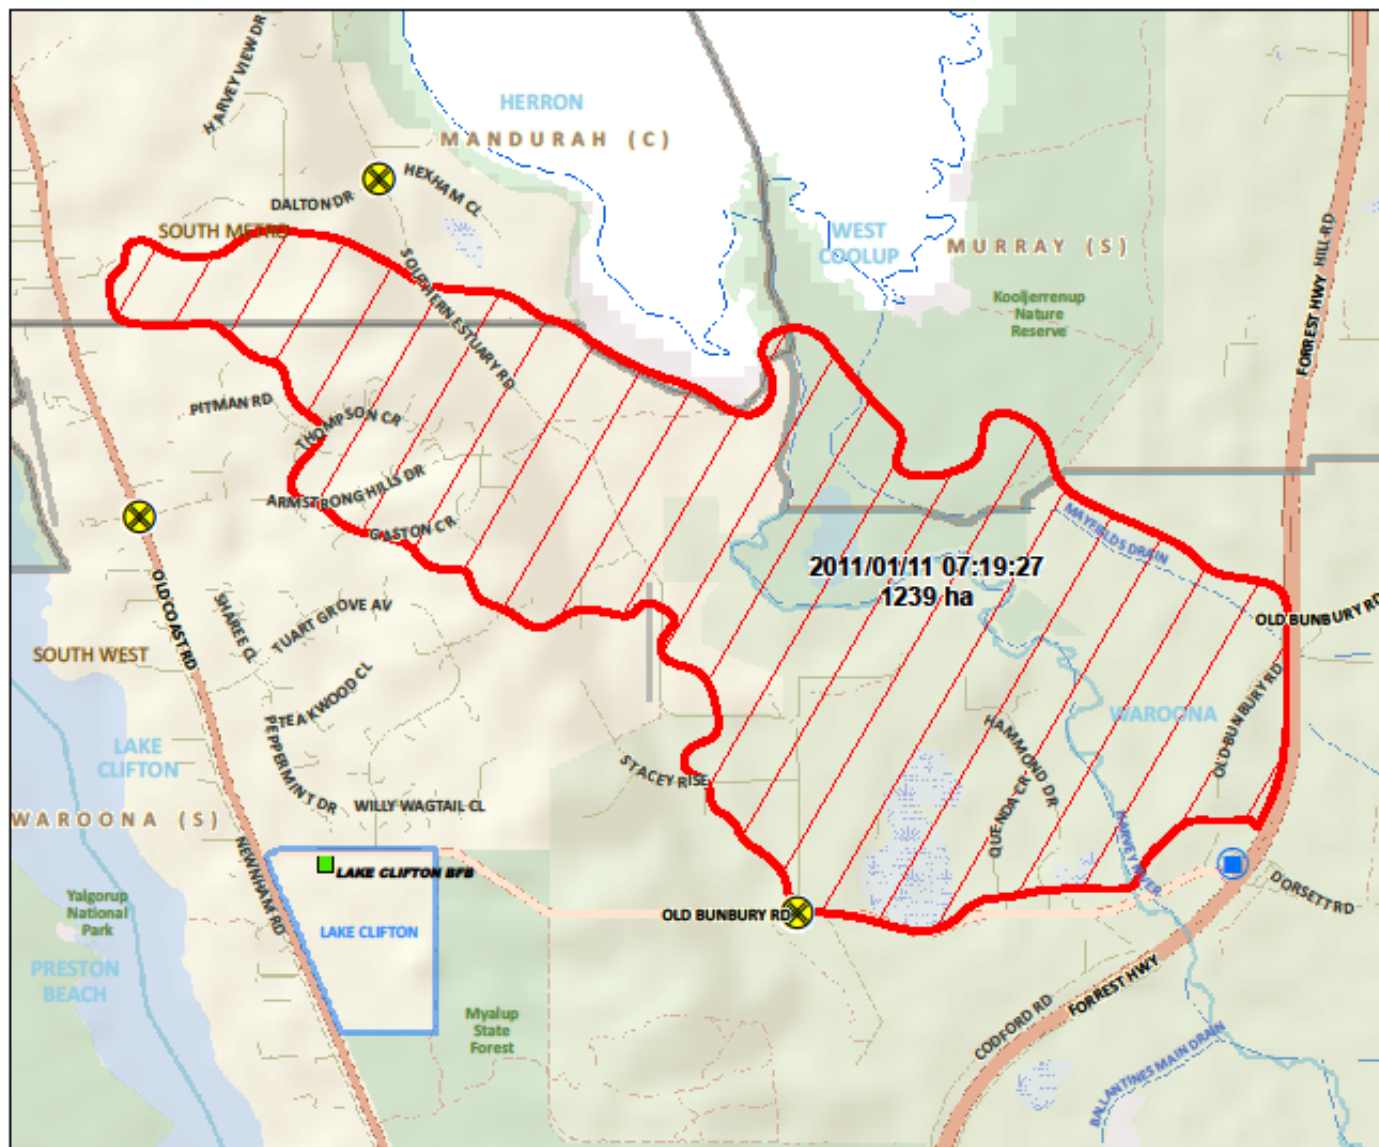 HARVEY VIEW DR
HERRON
MANDURAH (C)
HEXHAM CL
DALTON DR
SOUTH METRO
WEST
COOLUP
MURRAY (S)
FORREST HWY
HILL RD
SOUTHERN ESTUARY RD
Kooljerrenup
Nature
Reserve
PITMAN RD
THOMPSON CR
ARMSTRONG HILLS DR
GASTON CR
MAYFIELDS DRAIN
2011/01/11 07:19:27
1239 ha
OLD COAST RD
SHAREE CL
TUART GROVE AV
OLD BUNBURY RD
SOUTH WEST
TEAKWOOD CL
PEPPERMINT DR
OLD BUNBURY RD
WAROONA
HAMMOND DR
LAKE
CLIFTON
STACEY RISE
QUENDA CR
WILLY WAGTAIL CL
WAROONA (S)
HARVEY RIVER
NEWNHAM RD
LAKE CLIFTON BFB
DORSETT RD
Yalgorup
National
Park
OLD BUNBURY RD
LAKE CLIFTON
PRESTON
BEACH
FORREST HWY
CODFORD RD
Myalup
State
Forest
BALLANTINES MAIN DRAIN